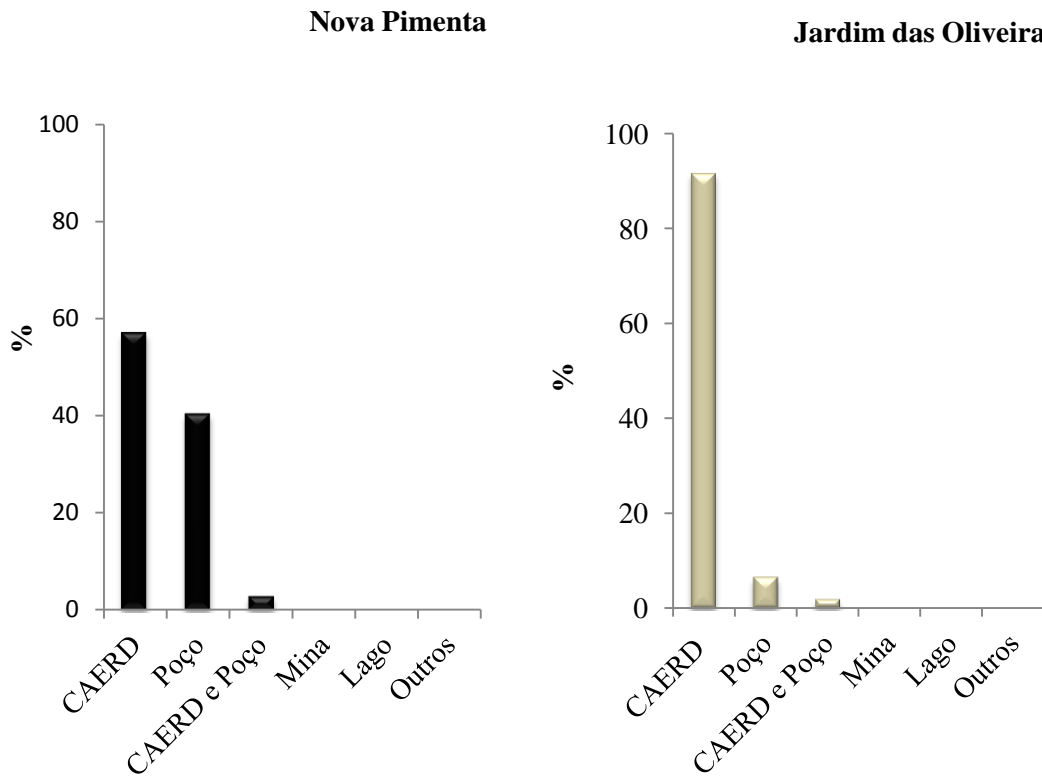 Nova Pimenta
100
80
60
40
20
0
%
CAERD
Poço
CAERD e Poço
Mina
Lago
Outros
Jardim das Oliveira
100
80
60
40
20
0
%
CAERD
Poço
CAERD e Poço
Mina
Lago
Outros